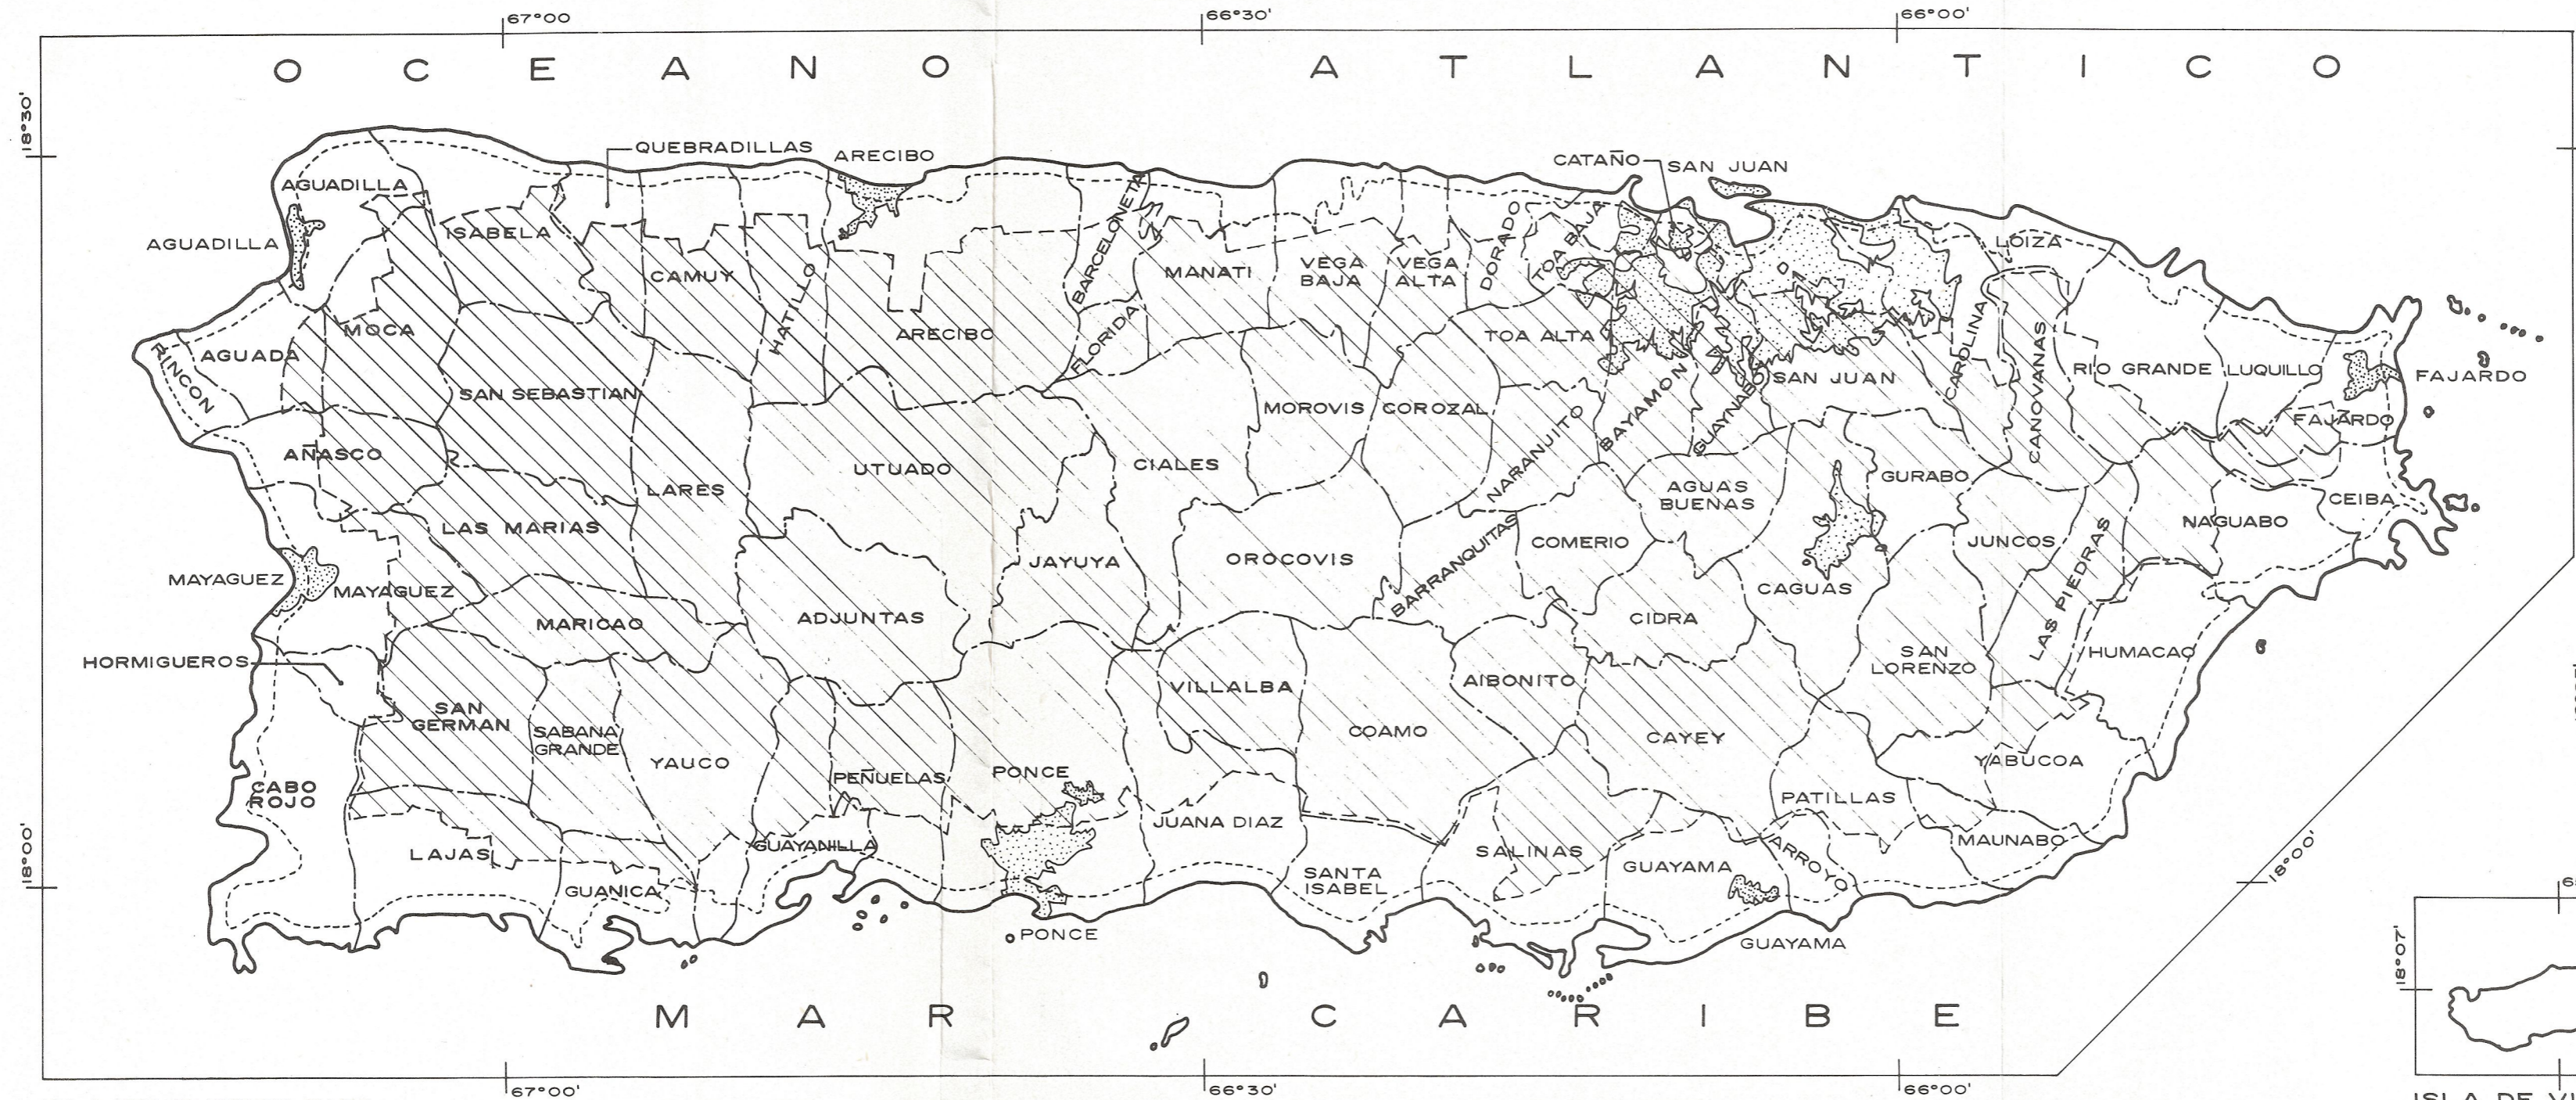 67°00
66°30'
66°00'
OCEANO ATLANTICO
18°30'
QUEBRADILLAS
ARECIBO
CATAÑO
SAN JUAN
AGUADILLA
AGUADILLA
ISABELA
CAMUY
HATILLO
ARECIBO
BARCELONETA
FLORIDA
MANATI
VEGA
BAJA
VEGA
ALTA
DORADO
TOA BAJA
TOA ALTA
LOIZA
MOCA
AGUADA
RINCON
SAN SEBASTIAN
MOROVIS
COROZAL
NARANJITO
BAYAMON
GUAYNABO
SAN JUAN
CAROLINA
CANOVANAS
RIO GRANDE
LUQUILLO
FAJARDO
FAJARDO
AÑASCO
LARES
UTUADO
CIALES
AGUAS
BUENAS
GURABO
CEIBA
LAS MARIAS
JAYUYA
OROCOVIS
BARRANQUITAS
COMERIO
CAGUAS
JUNCOS
LAS PIEDRAS
NAGUABO
MAYAGUEZ
MAYAGUEZ
MARICAO
ADJUNTAS
CIDRA
SAN
LORENZO
HUMACAO
HORMIGUEROS
SAN
GERMAN
SABANA
GRANDE
YAUCO
PEÑUELAS
PONCE
VILLALBA
COAMO
AIBONITO
CAYEY
YABUCOA
CABO
ROJO
LAJAS
GUANICA
GUAYANILLA
JUANA DIAZ
SANTA
ISABEL
SALINAS
GUAYAMA
ARROYO
PATILLAS
MAUNABO
18°00'
18°00'
PONCE
GUAYAMA
MAR CARIBE
18°07'
67°00'
66°30'
66°00'